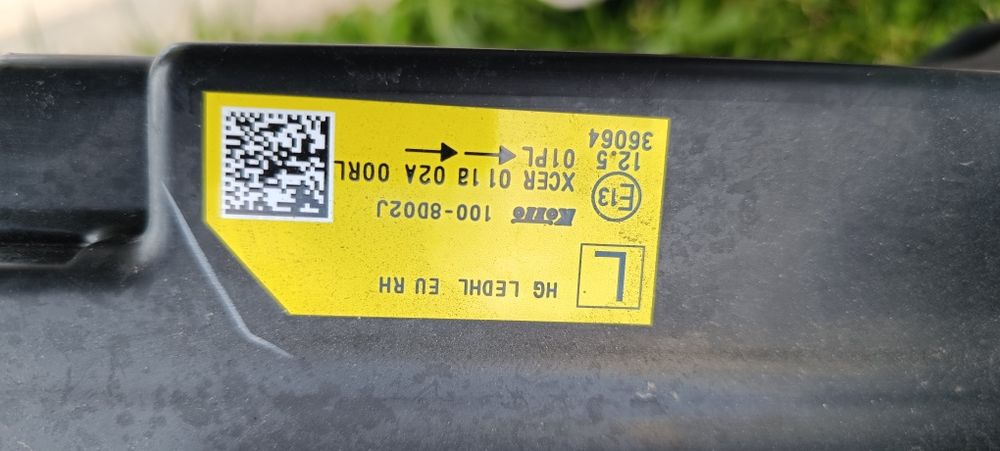 L HG LEDHL EU RH
E13 KOITO 100-8D02J
XCER 01 1a 02A 00RL
12.5 01PL
36064